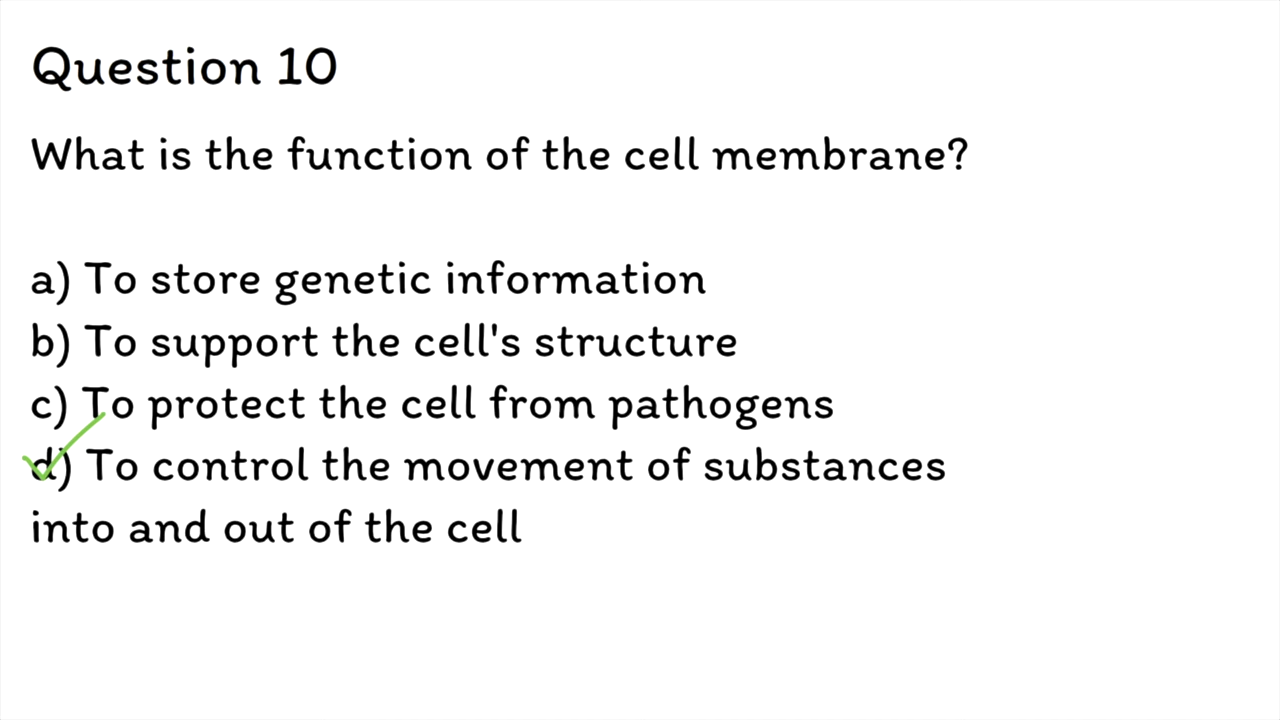 Question 10
What is the function of the cell membrane?
a) To store genetic information
b) To support the cell's structure
c) To protect the cell from pathogens
d) To control the movement of substances
into and out of the cell